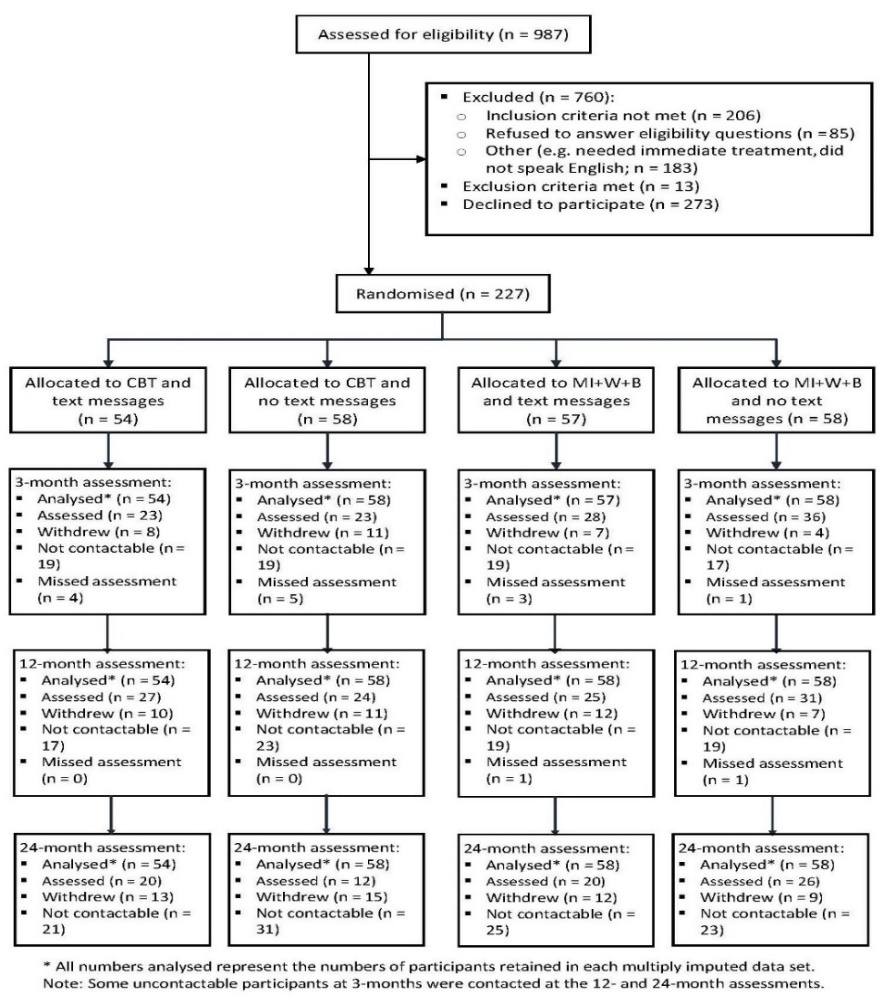 Assessed for eligibility (n = 987)
▪ Excluded (n = 760):
○ Inclusion criteria not met (n = 206)
○ Refused to answer eligibility questions (n = 85)
○ Other (e.g. needed immediate treatment, did
not speak English; n = 183)
▪ Exclusion criteria met (n = 13)
▪ Declined to participate (n = 273)
Randomised (n = 227)
Allocated to CBT and
text messages
(n = 54)
Allocated to CBT and
no text messages
(n = 58)
Allocated to MI+W+B
and text messages
(n = 57)
Allocated to MI+W+B
and no text
messages (n = 58)
3-month assessment:
▪ Analysed* (n = 54)
▪ Assessed (n = 23)
▪ Withdrew (n = 8)
▪ Not contactable (n =
19)
▪ Missed assessment
(n = 4)
3-month assessment:
▪ Analysed* (n = 58)
▪ Assessed (n = 23)
▪ Withdrew (n = 11)
▪ Not contactable (n =
19)
▪ Missed assessment
(n = 5)
3-month assessment:
▪ Analysed* (n = 57)
▪ Assessed (n = 28)
▪ Withdrew (n = 7)
▪ Not contactable (n =
19)
▪ Missed assessment
(n = 3)
3-month assessment:
▪ Analysed* (n = 58)
▪ Assessed (n = 36)
▪ Withdrew (n = 4)
▪ Not contactable (n =
17)
▪ Missed assessment
(n = 1)
12-month assessment:
▪ Analysed* (n = 54)
▪ Assessed (n = 27)
▪ Withdrew (n = 10)
▪ Not contactable (n =
17)
▪ Missed assessment
(n = 0)
12-month assessment:
▪ Analysed* (n = 58)
▪ Assessed (n = 24)
▪ Withdrew (n = 11)
▪ Not contactable (n =
23)
▪ Missed assessment
(n = 0)
12-month assessment:
▪ Analysed* (n = 58)
▪ Assessed (n = 25)
▪ Withdrew (n = 12)
▪ Not contactable (n =
19)
▪ Missed assessment
(n = 1)
12-month assessment:
▪ Analysed* (n = 58)
▪ Assessed (n = 31)
▪ Withdrew (n = 7)
▪ Not contactable (n =
19)
▪ Missed assessment
(n = 1)
24-month assessment:
▪ Analysed* (n = 54)
▪ Assessed (n = 20)
▪ Withdrew (n = 13)
▪ Not contactable (n =
21)
24-month assessment:
▪ Analysed* (n = 58)
▪ Assessed (n = 12)
▪ Withdrew (n = 15)
▪ Not contactable (n =
31)
24-month assessment:
▪ Analysed* (n = 58)
▪ Assessed (n = 20)
▪ Withdrew (n = 12)
▪ Not contactable (n =
25)
24-month assessment:
▪ Analysed* (n = 58)
▪ Assessed (n = 26)
▪ Withdrew (n = 9)
▪ Not contactable (n =
23)
* All numbers analysed represent the numbers of participants retained in each multiply imputed data set.
Note: Some uncontactable participants at 3-months were contacted at the 12- and 24-month assessments.